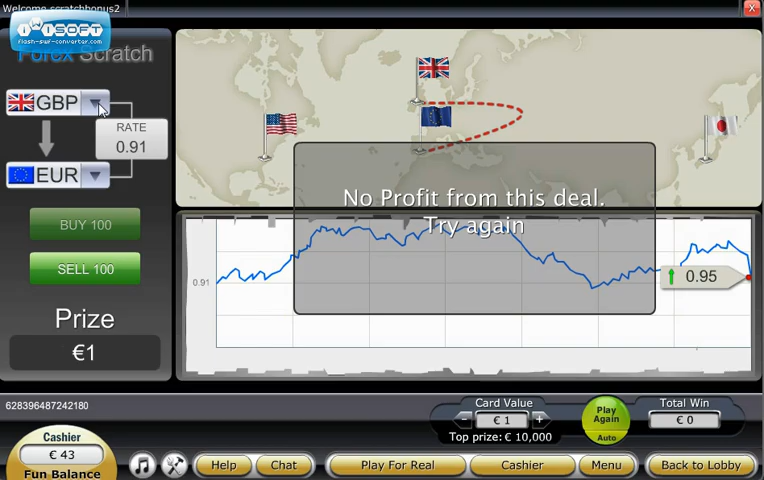 Welcome scratchbonus2
iWiSOFT
flash-swf-converter.com
Forex Scratch
GBP
RATE
0.91
EUR
BUY 100
SELL 100
Prize
€1
No Profit from this deal.
Try again
0.91
0.95
628396487242180
Cashier
€ 43
Fun Balance
Card Value
- € 1 +
Top prize: € 10,000
Play
Again
Auto
Total Win
€ 0
Help
Chat
Play For Real
Cashier
Menu
Back to Lobby
X